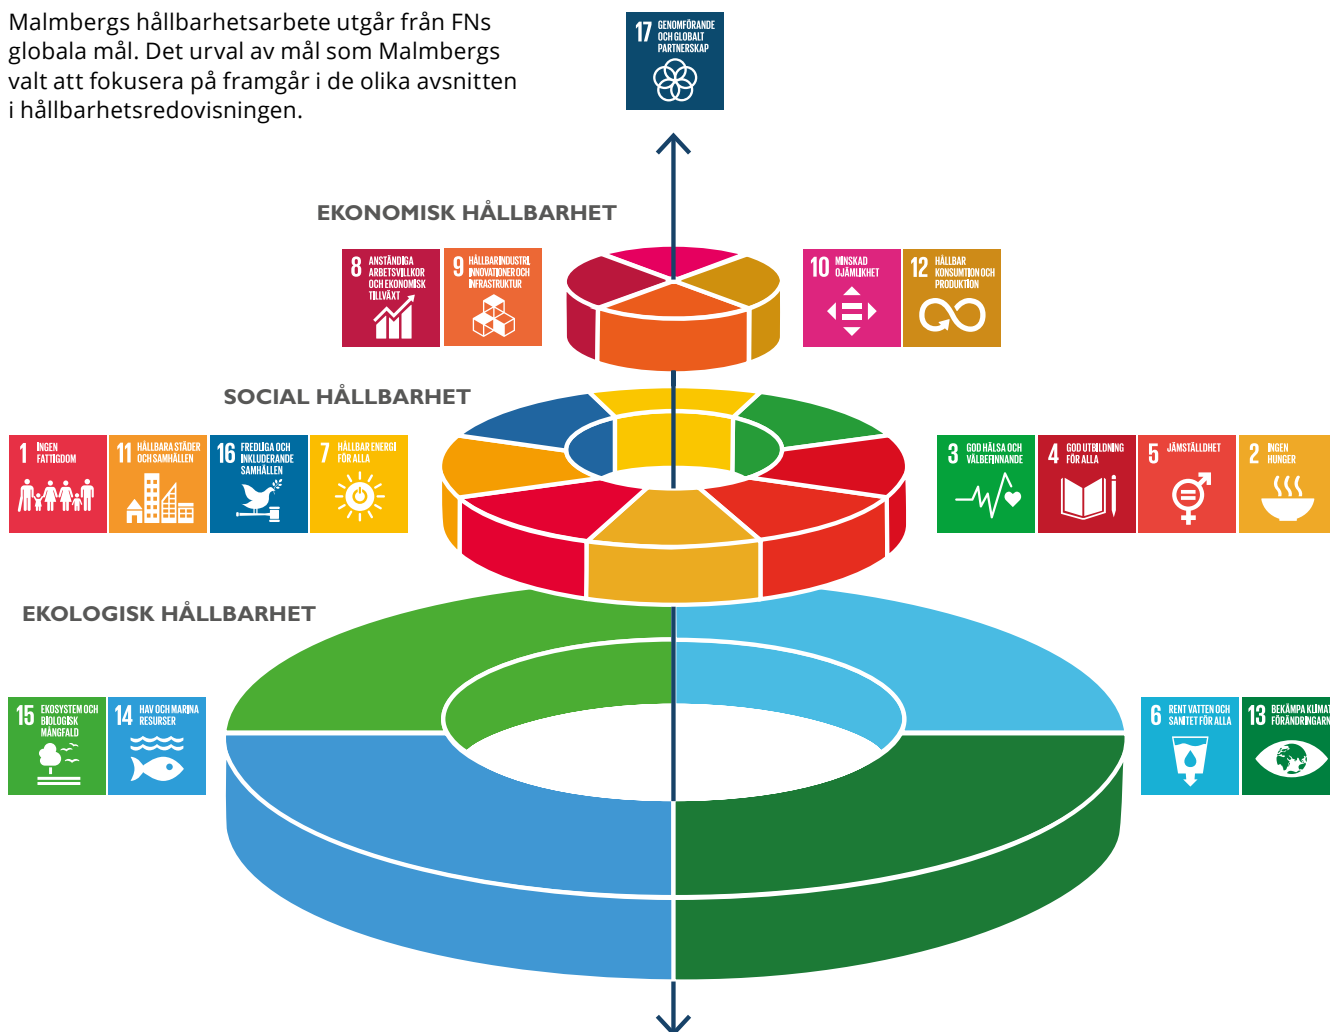 Malmbergs hållbarhetsarbete utgår från FNs
globala mål. Det urval av mål som Malmbergs
valt att fokusera på framgår i de olika avsnitten
i hållbarhetsredovisningen.
17 GENOMFÖRANDE
OCH GLOBALT
PARTNERSKAP
EKONOMISK HÅLLBARHET
8 ANSTÄNDIGA
ARBETSVILLKOR
OCH EKONOMISK
TILLVÄXT
9 HÅLLBAR INDUSTRI,
INNOVATIONER OCH
INFRASTRUKTUR
10 MINSKAD
OJÄMLIKHET
12 HÅLLBAR
KONSUMTION OCH
PRODUKTION
SOCIAL HÅLLBARHET
1 INGEN
FATTIGDOM
11 HÅLLBARA STÄDER
OCH SAMHÄLLEN
16 FREDLIGA OCH
INKLUDERANDE
SAMHÄLLEN
7 HÅLLBAR ENERGI
FÖR ALLA
3 GOD HÄLSA OCH
VÄLBEFINNANDE
4 GOD UTBILDNING
FÖR ALLA
5 JÄMSTÄLLDHET
2 INGEN
HUNGER
EKOLOGISK HÅLLBARHET
15 EKOSYSTEM OCH
BIOLOGISK
MÅNGFALD
14 HAV OCH MARINA
RESURSER
6 RENT VATTEN OCH
SANITET FÖR ALLA
13 BEKÄMPA KLIMAT
FÖRÄNDRINGARN